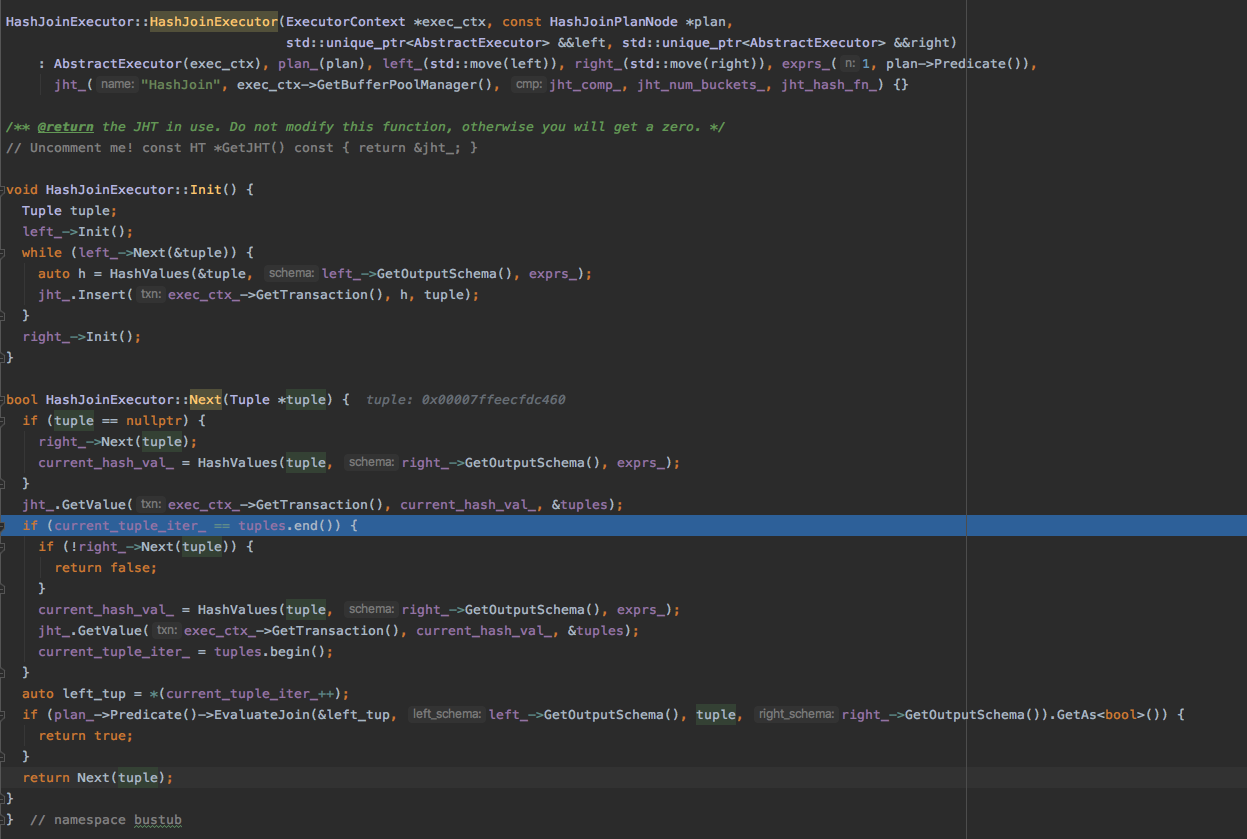 HashJoinExecutor::HashJoinExecutor(ExecutorContext *exec_ctx, const HashJoinPlanNode *plan,
                                   std::unique_ptr<AbstractExecutor> &&left, std::unique_ptr<AbstractExecutor> &&right)
    : AbstractExecutor(exec_ctx), plan_(plan), left_(std::move(left)), right_(std::move(right)), exprs_( n: 1, plan->Predicate()),
      jht_( name: "HashJoin", exec_ctx->GetBufferPoolManager(), cmp: jht_comp_, jht_num_buckets_, jht_hash_fn_) {}
/** @return the JHT in use. Do not modify this function, otherwise you will get a zero. */
// Uncomment me! const HT *GetJHT() const { return &jht_; }
void HashJoinExecutor::Init() {
  Tuple tuple;
  left_->Init();
  while (left_->Next(&tuple)) {
    auto h = HashValues(&tuple, schema: left_->GetOutputSchema(), exprs_);
    jht_.Insert( txn: exec_ctx_->GetTransaction(), h, tuple);
  }
  right_->Init();
}
bool HashJoinExecutor::Next(Tuple *tuple) {  tuple: 0x00007ffeecfdc460
  if (tuple == nullptr) {
    right_->Next(tuple);
    current_hash_val_ = HashValues(tuple, schema: right_->GetOutputSchema(), exprs_);
  }
  jht_.GetValue( txn: exec_ctx_->GetTransaction(), current_hash_val_, &tuples);
  if (current_tuple_iter_ == tuples.end()) {
    if (!right_->Next(tuple)) {
      return false;
    }
    current_hash_val_ = HashValues(tuple, schema: right_->GetOutputSchema(), exprs_);
    jht_.GetValue( txn: exec_ctx_->GetTransaction(), current_hash_val_, &tuples);
    current_tuple_iter_ = tuples.begin();
  }
  auto left_tup = *(current_tuple_iter_++);
  if (plan_->Predicate()->EvaluateJoin(&left_tup, left_schema: left_->GetOutputSchema(), tuple, right_schema: right_->GetOutputSchema()).GetAs<bool>()) {
    return true;
  }
  return Next(tuple);
}
}  // namespace bustub